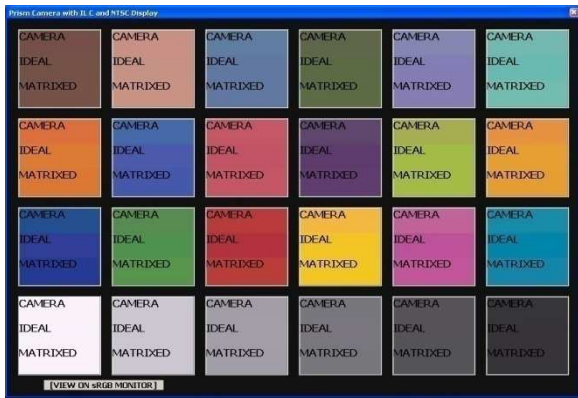 Prism Camera with IL C and NTSC Display
CAMERA CAMERA CAMERA CAMERA CAMERA CAMERA
IDEAL IDEAL IDEAL IDEAL IDEAL IDEAL
MATRIXED MATRIXED MATRIXED MATRIXED MATRIXED MATRIXED
CAMERA CAMERA CAMERA CAMERA CAMERA CAMERA
IDEAL IDEAL IDEAL IDEAL IDEAL IDEAL
MATRIXED MATRIXED MATRIXED MATRIXED MATRIXED MATRIXED
CAMERA CAMERA CAMERA CAMERA CAMERA CAMERA
IDEAL IDEAL IDEAL IDEAL IDEAL IDEAL
MATRIXED MATRIXED MATRIXED MATRIXED MATRIXED MATRIXED
CAMERA CAMERA CAMERA CAMERA CAMERA CAMERA
IDEAL IDEAL IDEAL IDEAL IDEAL IDEAL
MATRIXED MATRIXED MATRIXED MATRIXED MATRIXED MATRIXED
[VIEW ON sRGB MONITOR]